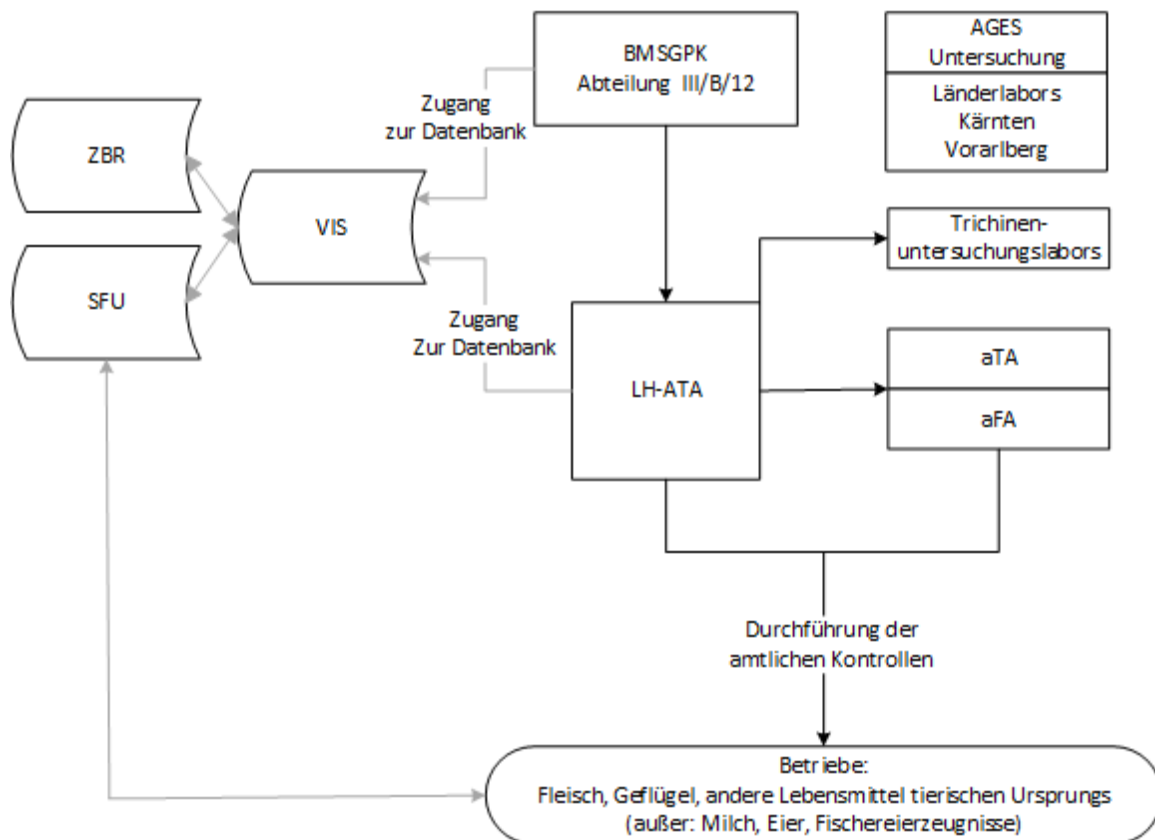 BMSGPK
Abteilung III/B/12
AGES
Untersuchung
Länderlabors
Kärnten
Vorarlberg
Zugang
zur Datenbank
ZBR
VIS
SFU
Trichinen-
untersuchungslabors
Zugang
Zur Datenbank
LH-ATA
aTA
aFA
Durchführung der
amtlichen Kontrollen
Betriebe:
Fleisch, Geflügel, andere Lebensmittel tierischen Ursprungs
(außer: Milch, Eier, Fischereierzeugnisse)